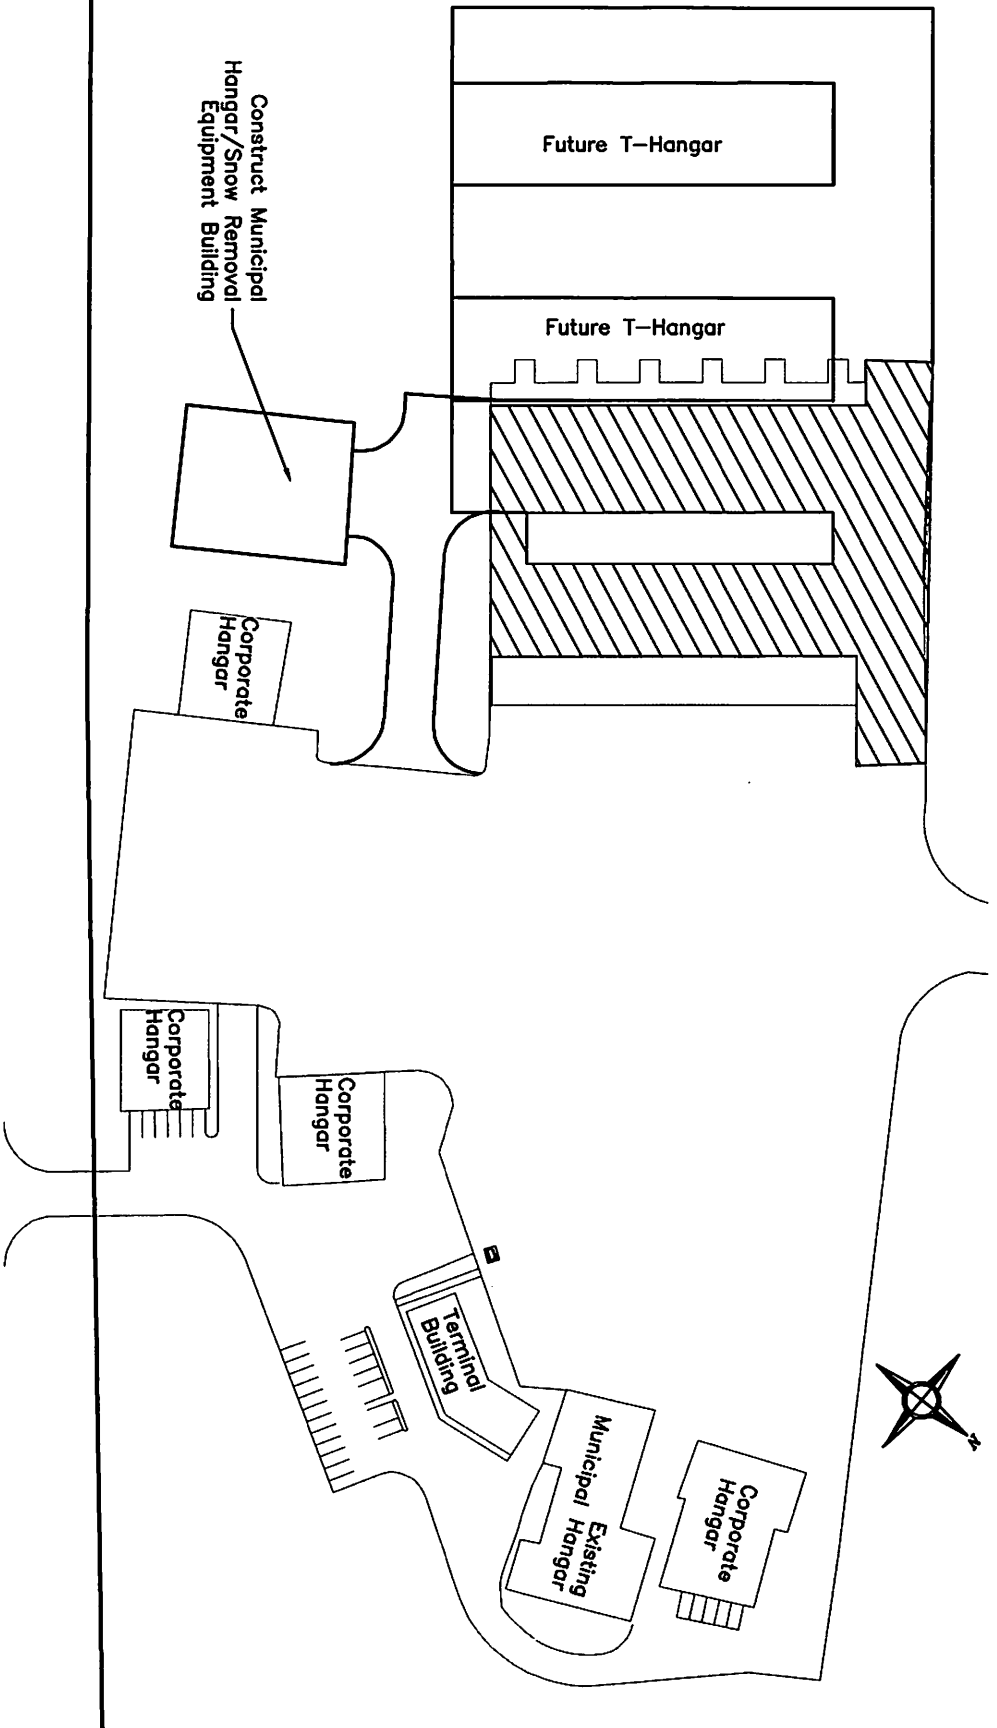 Future T-Hangar
Construct Municipal
Hangar/Snow Removal
Equipment Building
Future T-Hangar
Corporate
Hangar
Corporate
Hangar
Corporate
Hangar
Terminal
Building
Existing
Municipal Hangar
Corporate
Hangar
N